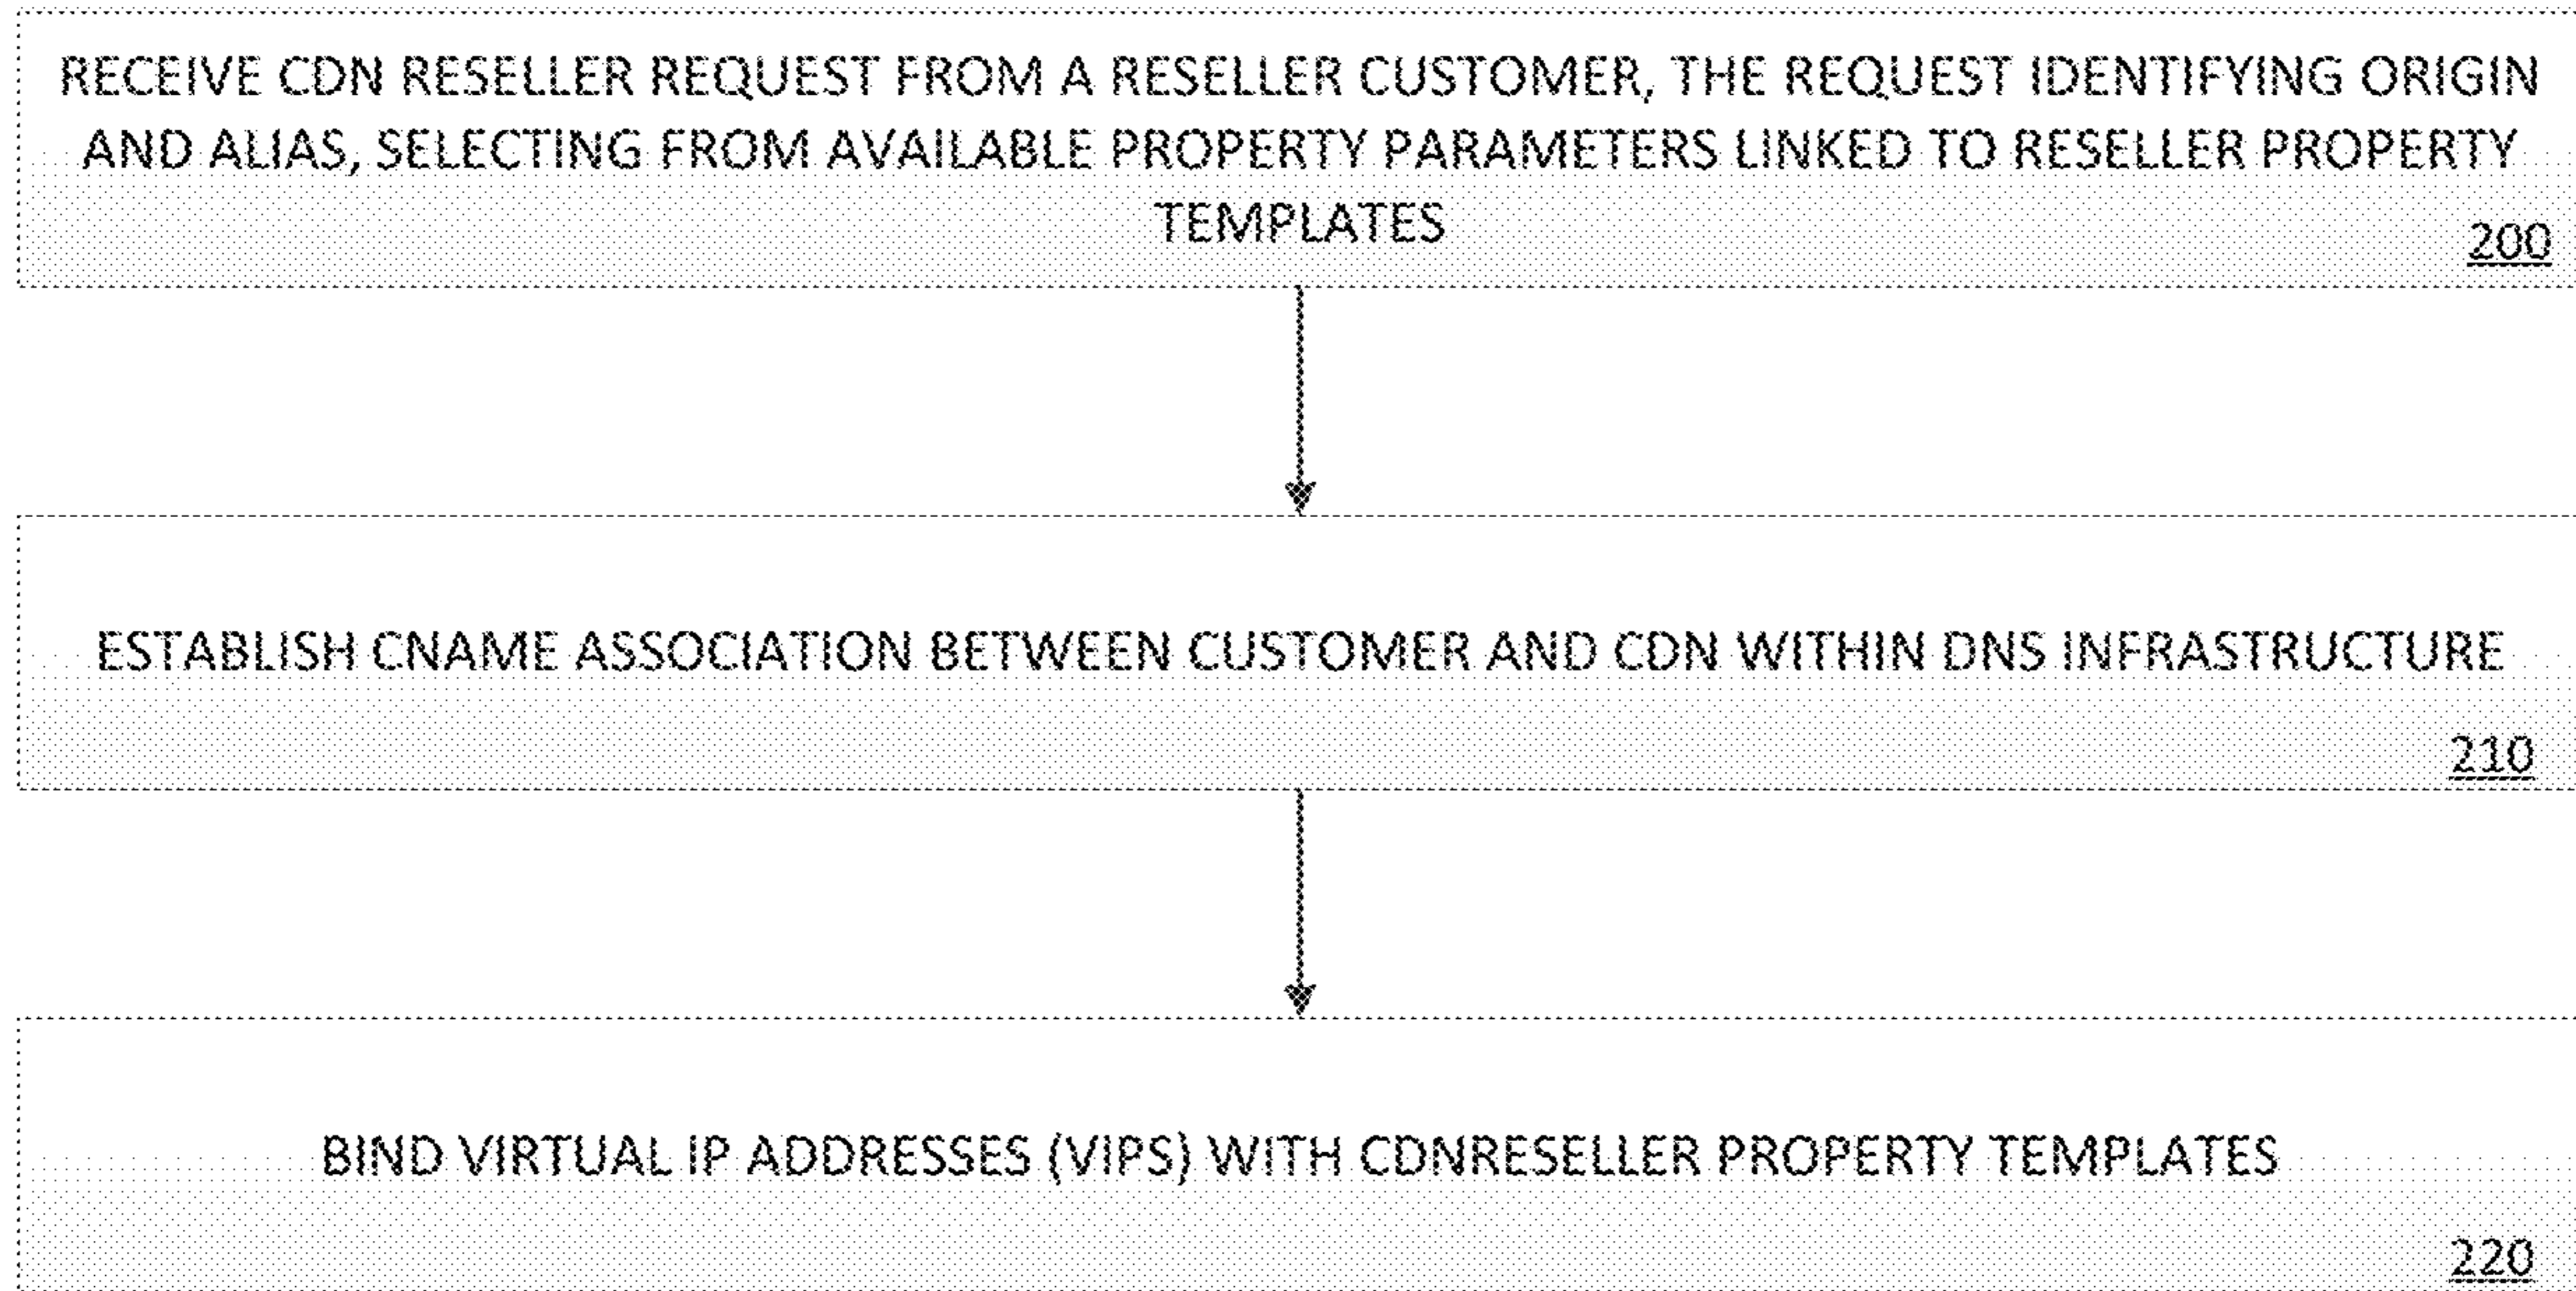 RECEIVE CDN RESELLER REQUEST FROM A RESELLER CUSTOMER, THE REQUEST IDENTIFYING ORIGIN
AND ALIAS, SELECTING FROM AVAILABLE PROPERTY PARAMETERS LINKED TO RESELLER PROPERTY
TEMPLATES
200
ESTABLISH CNAME ASSOCIATION BETWEEN CUSTOMER AND CDN WITHIN DNS INFRASTRUCTURE
210
BIND VIRTUAL IP ADDRESSES (VIPS) WITH CDNRESELLER PROPERTY TEMPLATES
220